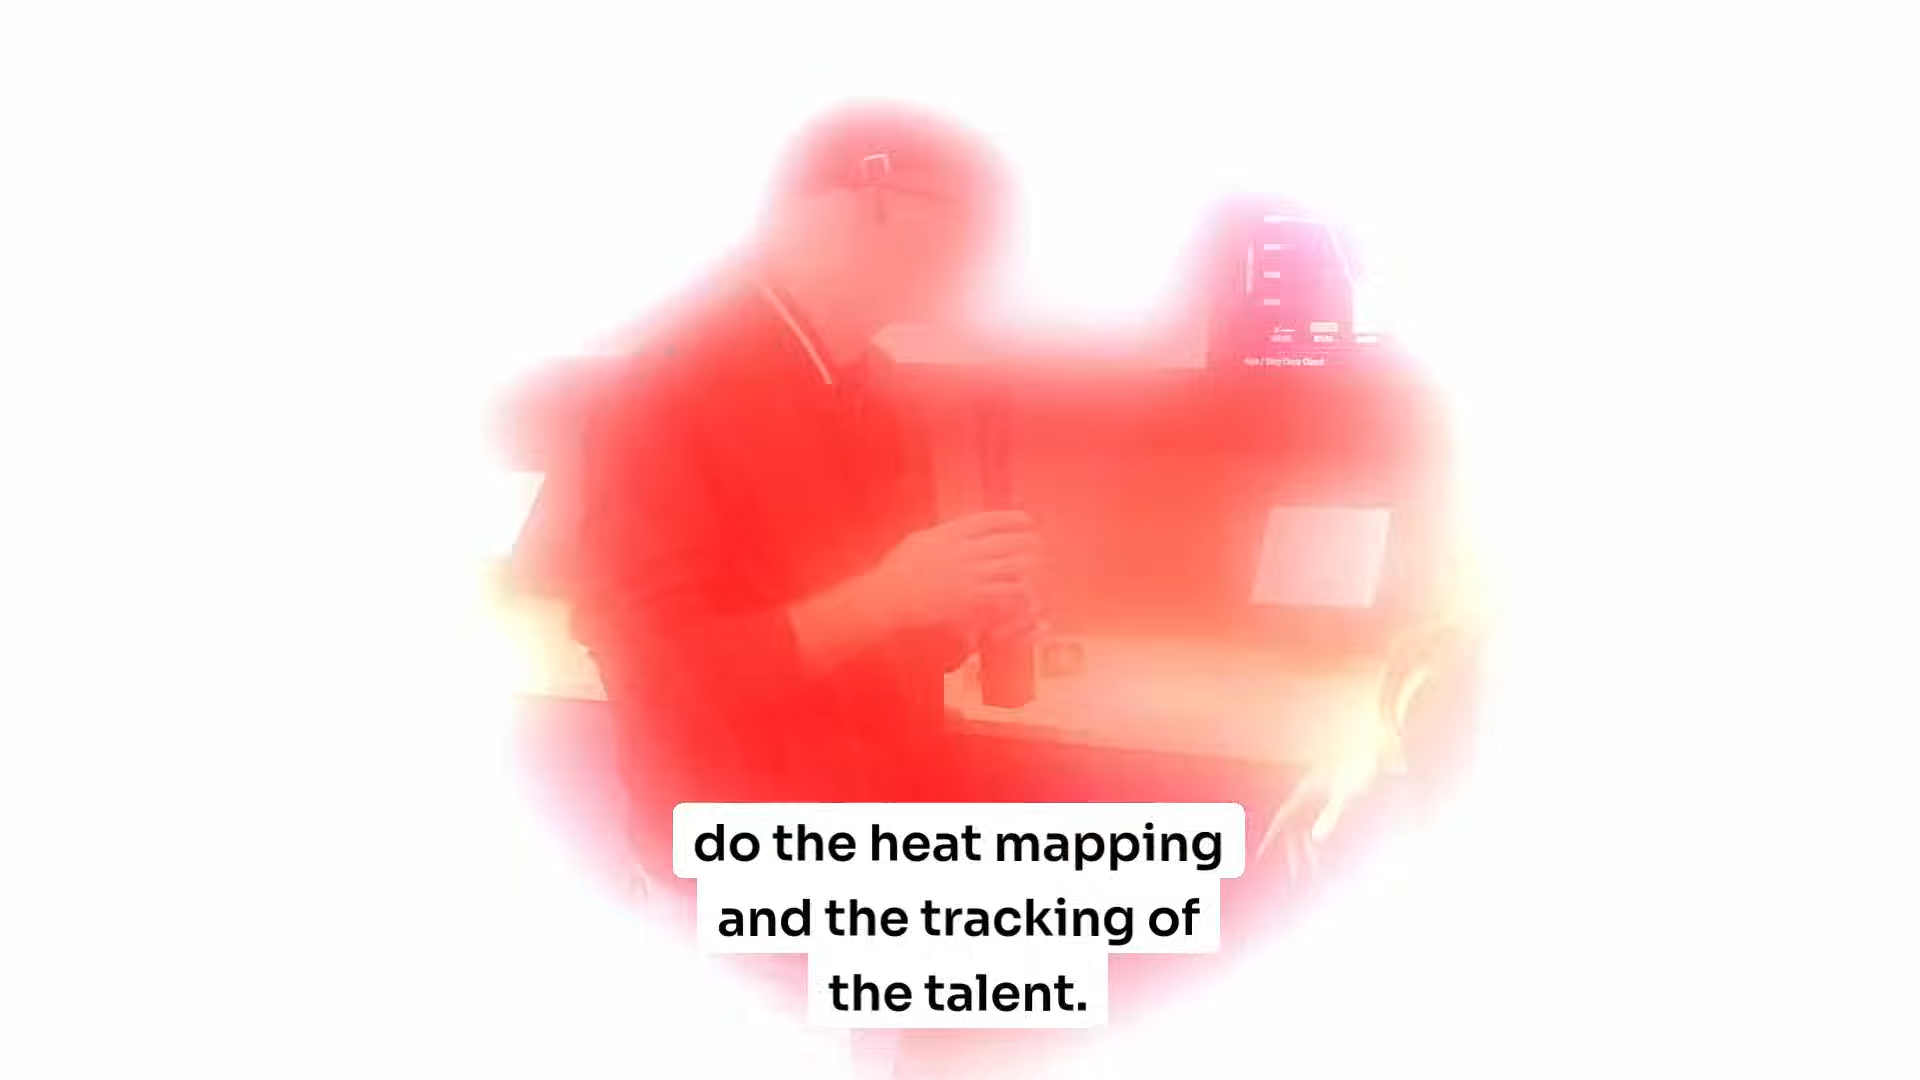 do the heat mapping
and the tracking of
the talent.